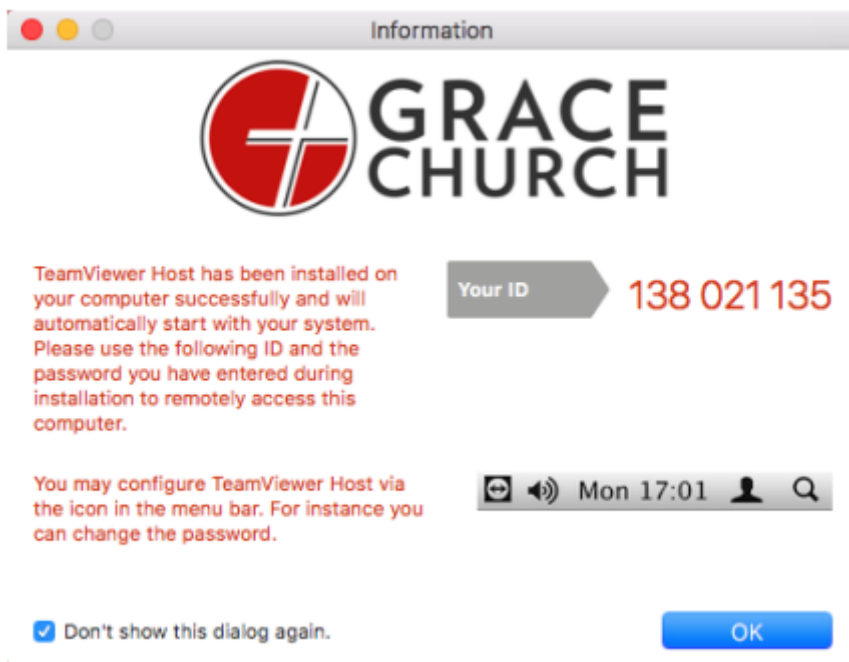 Information
GRACE
CHURCH
TeamViewer Host has been installed on
your computer successfully and will
automatically start with your system.
Please use the following ID and the
password you have entered during
installation to remotely access this
computer.
Your ID
138 021 135
You may configure TeamViewer Host via
the icon in the menu bar. For instance you
can change the password.
Mon 17:01
Don't show this dialog again.
OK